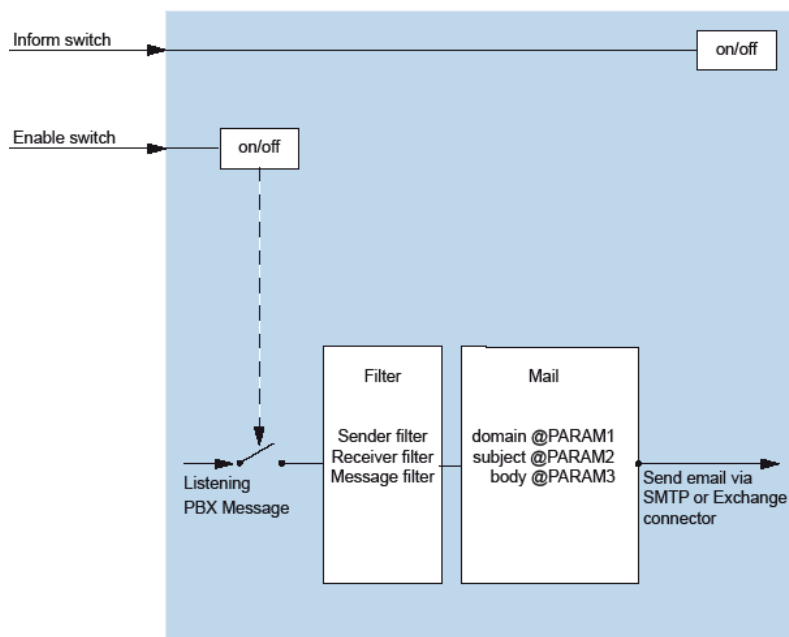 Inform switch
on/off
Enable switch
on/off
Filter
Mail
Sender filter
Receiver filter
Message filter
domain @PARAM1
subject @PARAM2
body @PARAM3
Listening
PBX Message
Send email via
SMTP or Exchange
connector